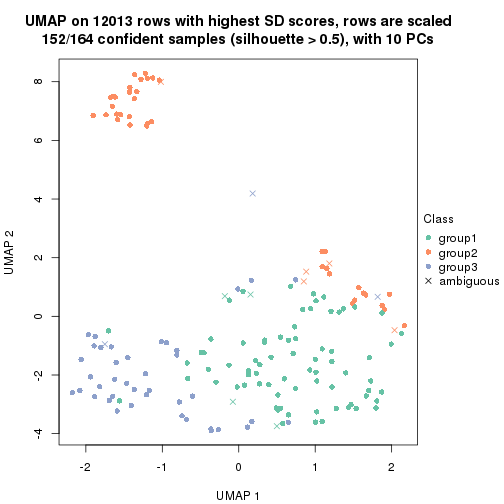 UMAP on 12013 rows with highest SD scores, rows are scaled
152/164 confident samples (silhouette > 0.5), with 10 PCs
8
6
4
2
0
-2
-4
UMAP 2
-2
-1
0
1
2
UMAP 1
Class
group1
group2
group3
ambiguous